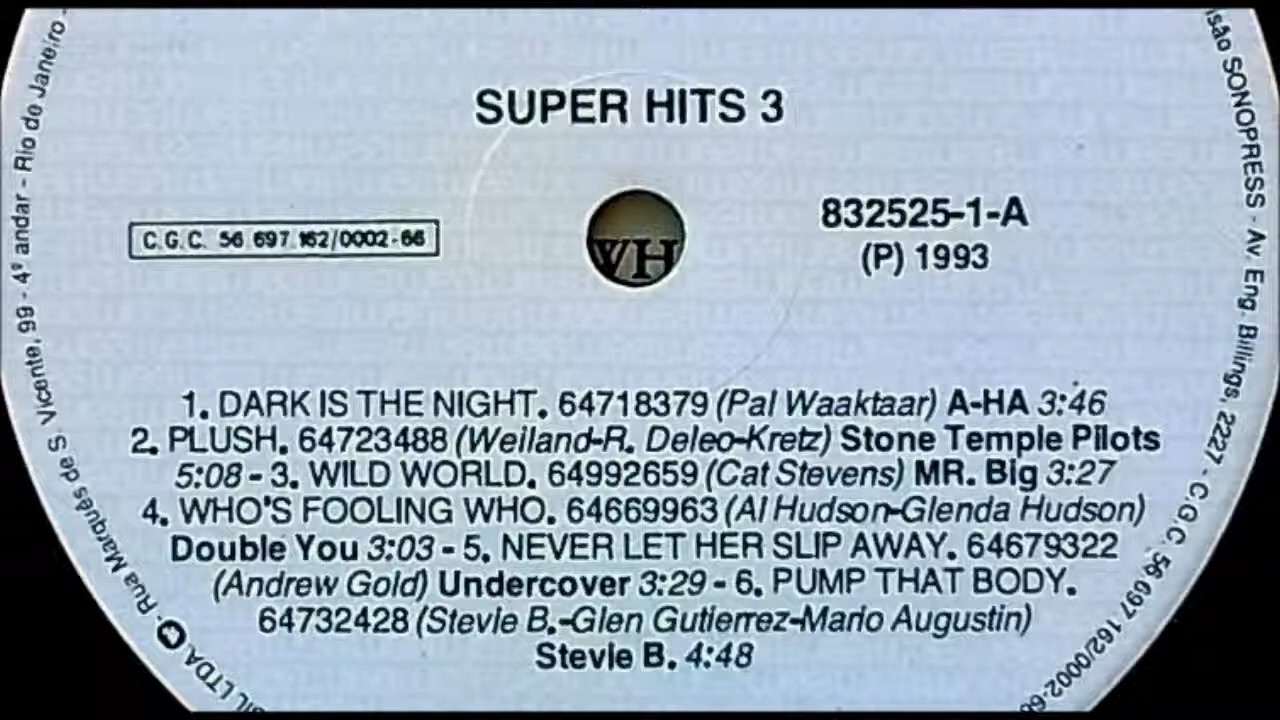 SUPER HITS 3
C.G.C. 56 697 162/0002-66
WH
832525-1-A
(P) 1993
1. DARK IS THE NIGHT. 64718379 (Pal Waaktaar) A-HA 3:46
2. PLUSH. 64723488 (Weiland-R. Deleo-Kretz) Stone Temple Pilots
5:08 - 3. WILD WORLD. 64992659 (Cat Stevens) MR. Big 3:27
4. WHO'S FOOLING WHO. 64669963 (Al Hudson-Glenda Hudson)
Double You 3:03 - 5. NEVER LET HER SLIP AWAY. 64679322
(Andrew Gold) Undercover 3:29 - 6. PUMP THAT BODY.
64732428 (Stevie B.-Glen Gutierrez-Mario Augustin)
Stevie B. 4:48
LTDA - Rua Marquês de S. Vicente, 99 - 4º andar - Rio de Janeiro -
SONOPRESS - Av. Eng. Billings, 2227 - C.G.C. 56 697 162/0002-66